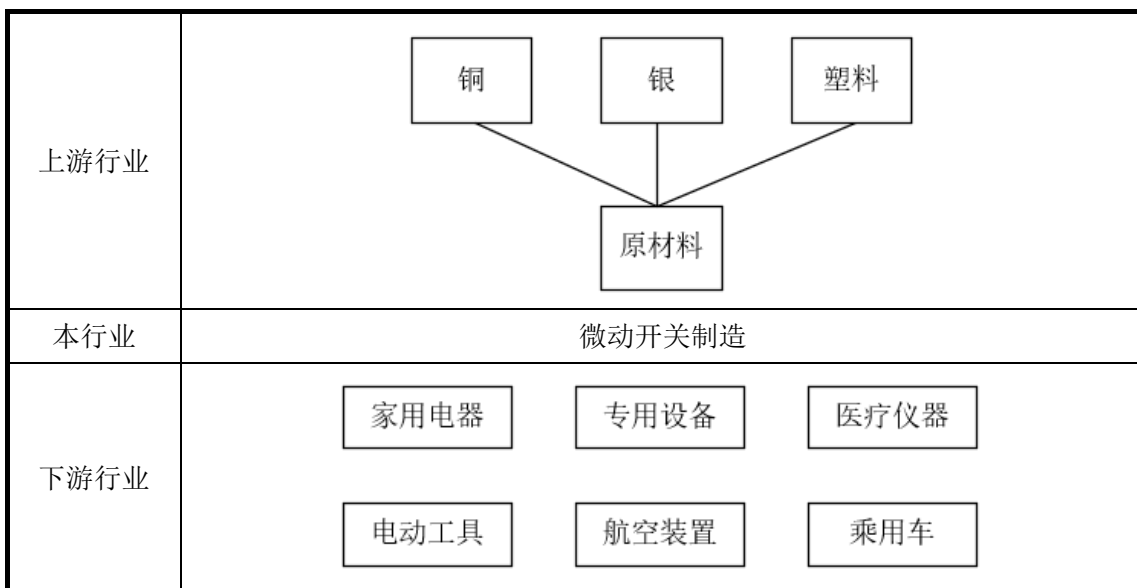 上游行业
铜 银 塑料
原材料
本行业 微动开关制造
下游行业
家用电器 专用设备 医疗仪器
电动工具 航空装置 乘用车